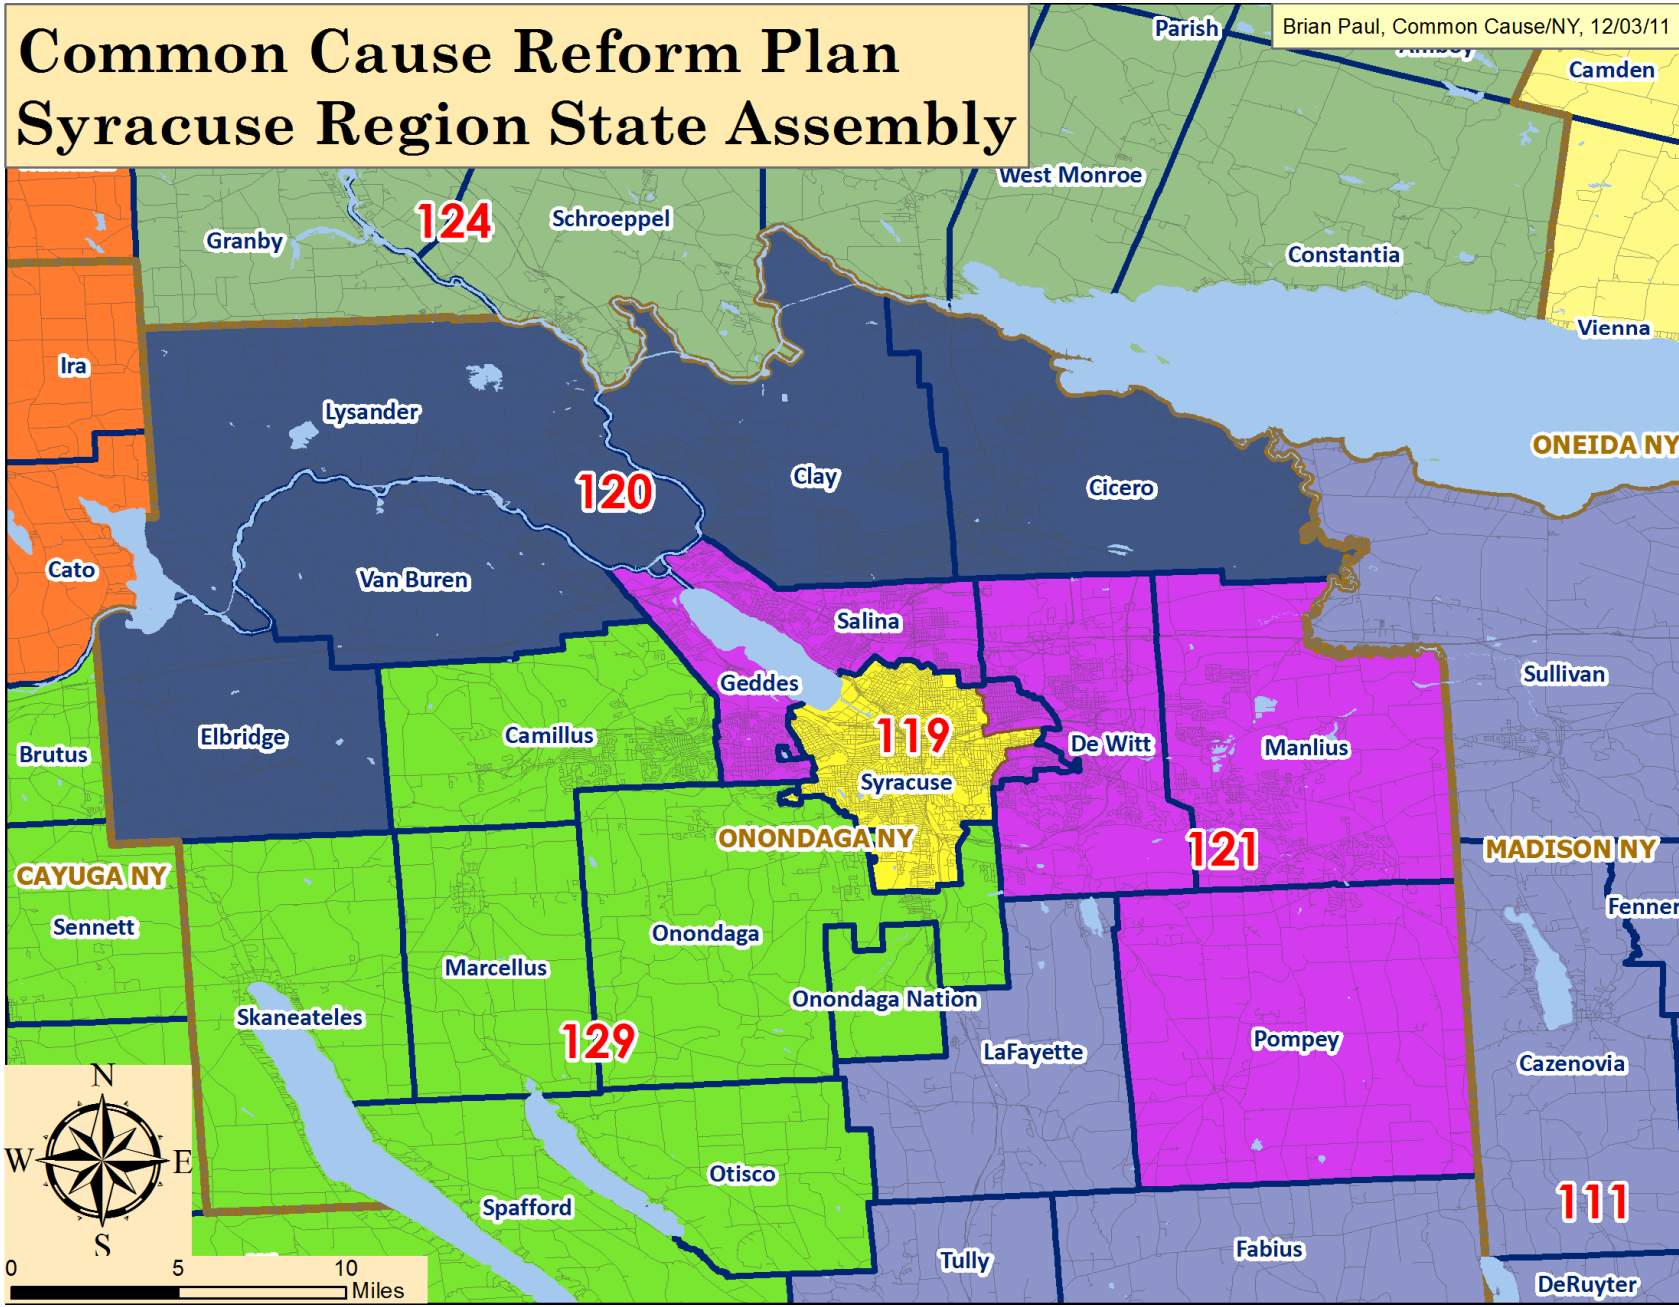 Common Cause Reform Plan
Syracuse Region State Assembly
Brian Paul, Common Cause/NY, 12/03/11
Parish
Camden
West Monroe
124
Schroeppel
Granby
Constantia
Vienna
Ira
Lysander
ONEIDA NY
Clay
Cicero
120
Cato
Van Buren
Salina
Sullivan
Geddes
Brutus
Elbridge
Camillus
119
De Witt
Manlius
Syracuse
ONONDAGA NY
121
MADISON NY
CAYUGA NY
Fenner
Sennett
Onondaga
Marcellus
Onondaga Nation
Skaneateles
129
LaFayette
Pompey
Cazenovia
N
W
E
S
Otisco
Spafford
111
Tully
Fabius
DeRuyter
0 5 10
Miles